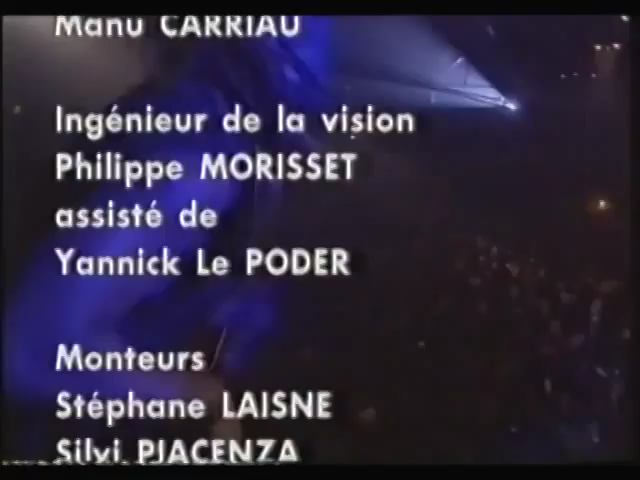 Manu CARRIAU
Ingénieur de la vision
Philippe MORISSET
assisté de
Yannick Le PODER
Monteurs
Stéphane LAISNE
Silvi PIACENZA